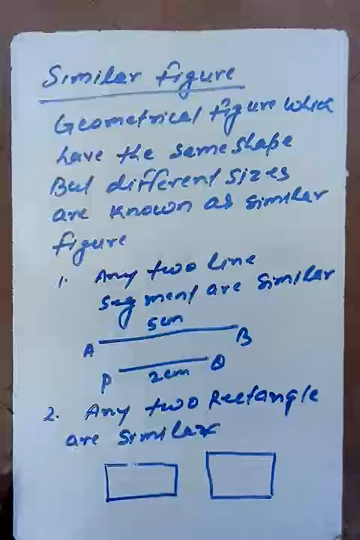 Similar figure
Geometrical figure which
have the same shape
But different sizes
are known as similar
figure
1. Any two line
segment are similar
5cm
A B
P Q
2cm
2. Any two Rectangle
are similar